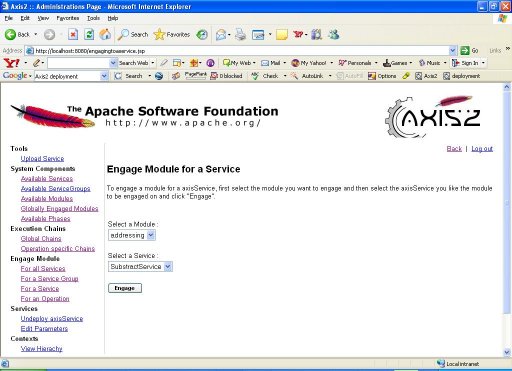 Axis2 :: Administrations Page - Microsoft Internet Explorer
File Edit View Favorites Tools Help
Back Search Favorites
Address http://localhost:8080/engagingtoaservice.jsp Go Links
Y! Search Web Mail My Yahoo! Personals Games Music Sign In
Google Axis2 deployment Search PageRank 0 blocked Check AutoLink AutoFill Options Axis2 deployment
The Apache Software Foundation
http://www.apache.org/
AXIS2
Back | Log out
Tools
Upload Service
System Components
Available Services
Available ServiceGroups
Available Modules
Globally Engaged Modules
Available Phases
Execution Chains
Global Chains
Operation specific Chains
Engage Module
For all Services
For a Service Group
For a Service
For an Operation
Services
Undeploy axisService
Edit Parameters
Contexts
View Hierachy
Engage Module for a Service
To engage a module for a axisService, first select the module you want to engage and then select the axisService you like the module
to be engaged on and click "Engage".
Select a Module :
addressing
Select a Service :
SubstractService
Engage
Local intranet